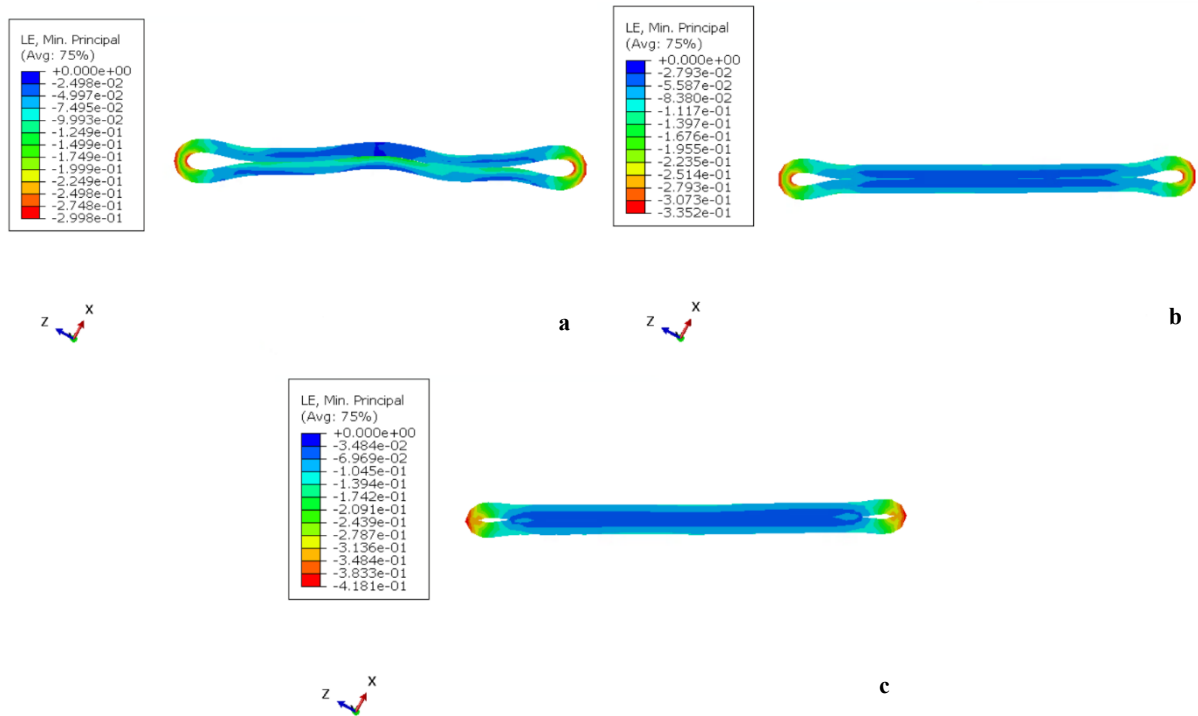 LE, Min. Principal
(Avg: 75%)
+0.000e+00
-2.498e-02
-4.997e-02
-7.495e-02
-9.993e-02
-1.249e-01
-1.499e-01
-1.749e-01
-1.999e-01
-2.249e-01
-2.498e-01
-2.748e-01
-2.998e-01
Z
X
a
LE, Min. Principal
(Avg: 75%)
+0.000e+00
-2.793e-02
-5.587e-02
-8.380e-02
-1.117e-01
-1.397e-01
-1.676e-01
-1.955e-01
-2.235e-01
-2.514e-01
-2.793e-01
-3.073e-01
-3.352e-01
Z
X
b
LE, Min. Principal
(Avg: 75%)
+0.000e+00
-3.484e-02
-6.969e-02
-1.045e-01
-1.394e-01
-1.742e-01
-2.091e-01
-2.439e-01
-2.787e-01
-3.136e-01
-3.484e-01
-3.833e-01
-4.181e-01
Z
X
c